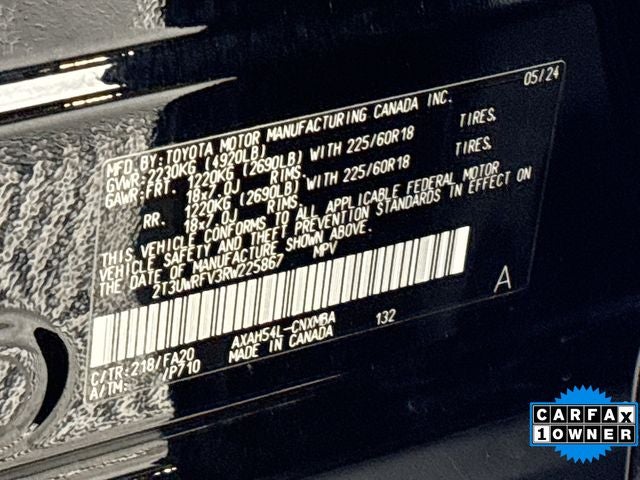 MFD. BY: TOYOTA MOTOR MANUFACTURING CANADA INC. 05/24
GVWR: 2230KG (4920LB)
GAWR: FRT. 1220KG (2690LB) WITH 225/60R18 TIRES,
18x7.0J RIMS,
RR. 1220KG (2690LB) WITH 225/60R18 TIRES,
18x7.0J RIMS.
THIS VEHICLE CONFORMS TO ALL APPLICABLE FEDERAL MOTOR
VEHICLE SAFETY AND THEFT PREVENTION STANDARDS IN EFFECT ON
THE DATE OF MANUFACTURE SHOWN ABOVE.
2T3UWRFV3RW225867 MPV
A
AXAH54L-CNXMBA 132
C/TR: 218/FA20 MADE IN CANADA
A/TM: /P710
CARFAX
1 OWNER